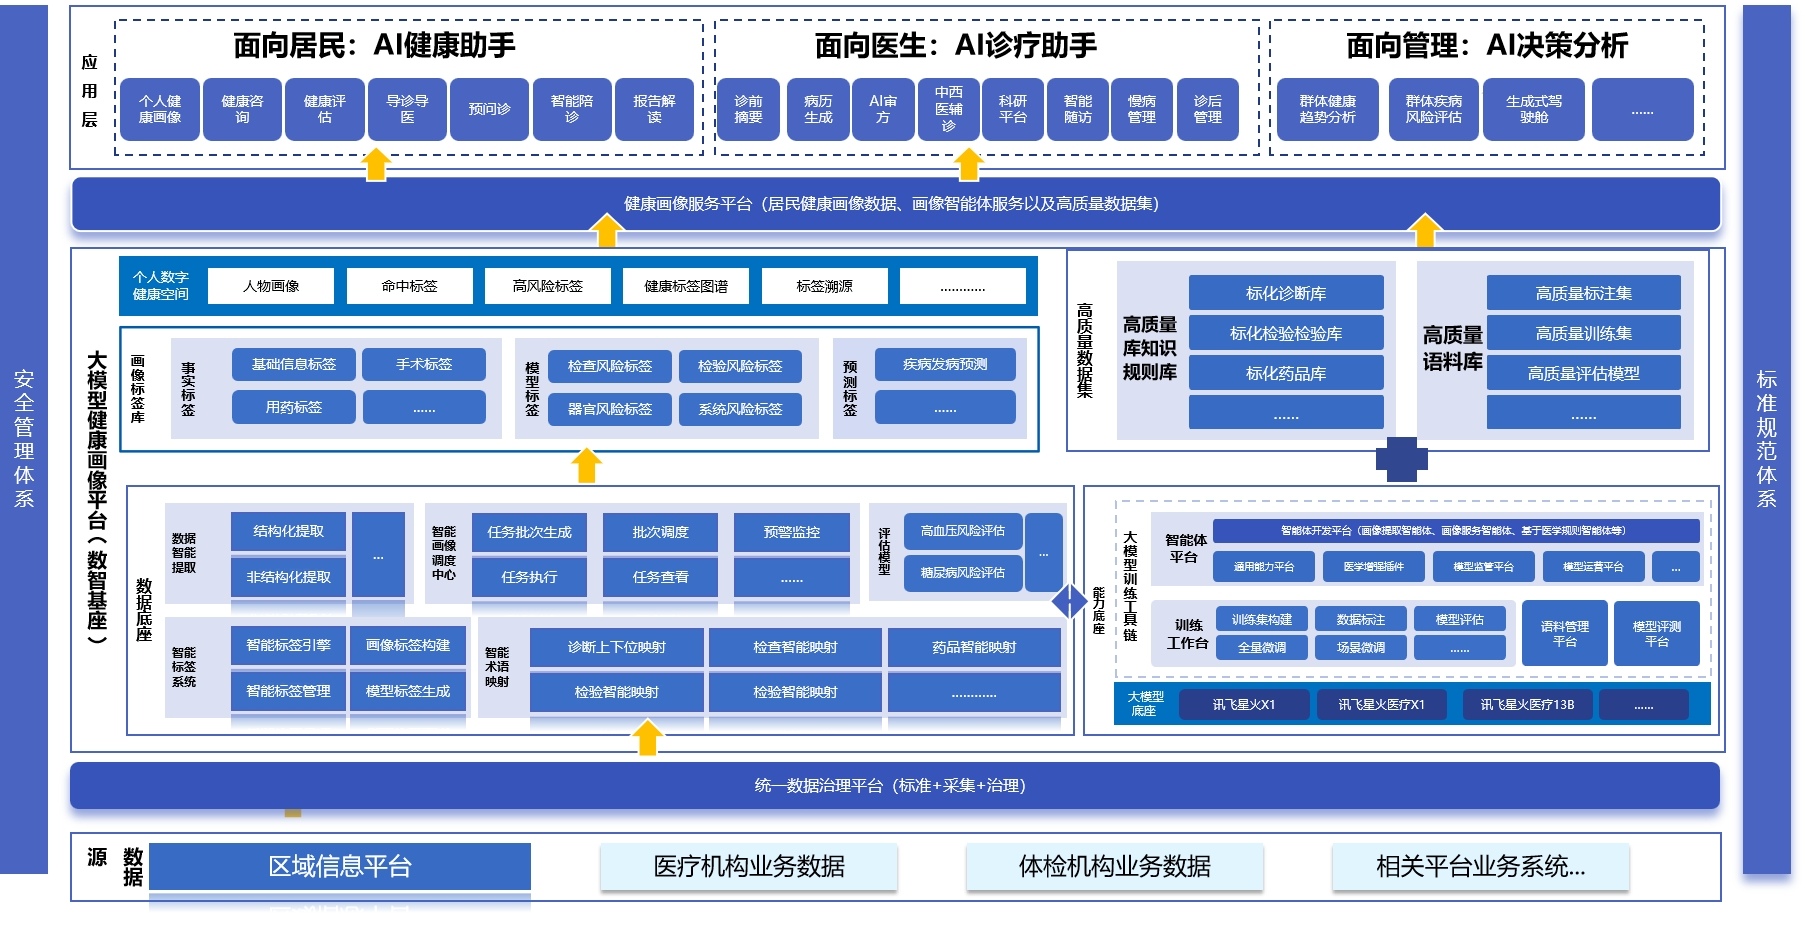 安全管理体系
应用层
面向居民：AI健康助手
个人健
康画像
健康咨
询
健康评
估
导诊导
医
预问诊
智能陪
诊
报告解
读
面向医生：AI诊疗助手
诊前
摘要
病历
生成
AI审
方
中西
医辅
诊
科研
平台
智能
随访
慢病
管理
诊后
管理
面向管理：AI决策分析
群体健康
趋势分析
群体疾病
风险评估
生成式驾
驶舱
......
健康画像服务平台（居民健康画像数据、画像智能体服务以及高质量数据集）
大模型健康画像平台（数智基座）
个人数字
健康空间
人物画像
命中标签
高风险标签
健康标签图谱
标签溯源
............
画像标签库
事实标签
基础信息标签
手术标签
用药标签
......
模型标签
检查风险标签
检验风险标签
器官风险标签
系统风险标签
预测标签
疾病发病预测
......
高质量数据集
高质量
库知识
规则库
标化诊断库
标化检验检验库
标化药品库
......
高质量
语料库
高质量标注集
高质量训练集
高质量评估模型
......
数据底座
数据
智能
提取
结构化提取
非结构化提取
...
智能
画像
调度
中心
任务批次生成
批次调度
预警监控
任务执行
任务查看
......
评估模型
高血压风险评估
糖尿病风险评估
...
智能
标签
系统
智能标签引擎
画像标签构建
智能标签管理
模型标签生成
智能
术语
映射
诊断上下位映射
检查智能映射
药品智能映射
检验智能映射
检验智能映射
............
能力底座
大模型训练工具链
智能体
平台
智能体开发平台（画像提取智能体、画像服务智能体、基于医学规则智能体等）
通用能力平台
医学增强插件
模型监管平台
模型运营平台
...
训练
工作台
训练集构建
数据标注
模型评估
全量微调
场景微调
......
语料管理
平台
模型评测
平台
大模型
底座
讯飞星火X1
讯飞星火医疗X1
讯飞星火医疗13B
......
统一数据治理平台（标准+采集+治理）
数据
源
区域信息平台
医疗机构业务数据
体检机构业务数据
相关平台业务系统...
标准规范体系